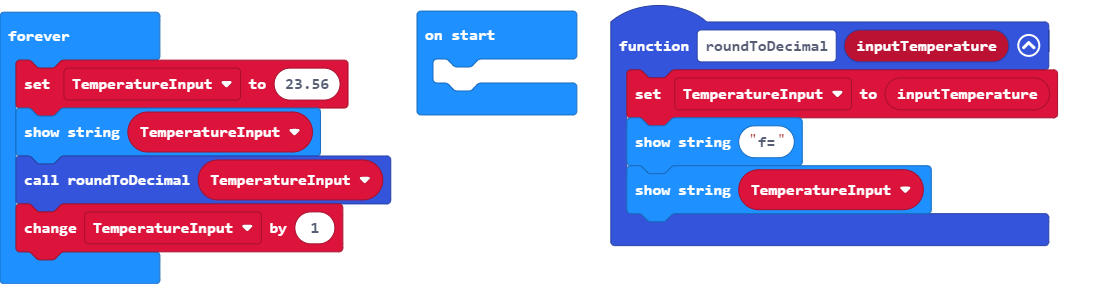 forever
set TemperatureInput to 23.56
show string TemperatureInput
call roundToDecimal TemperatureInput
change TemperatureInput by 1
on start
function roundToDecimal inputTemperature
set TemperatureInput to inputTemperature
show string "f="
show string TemperatureInput